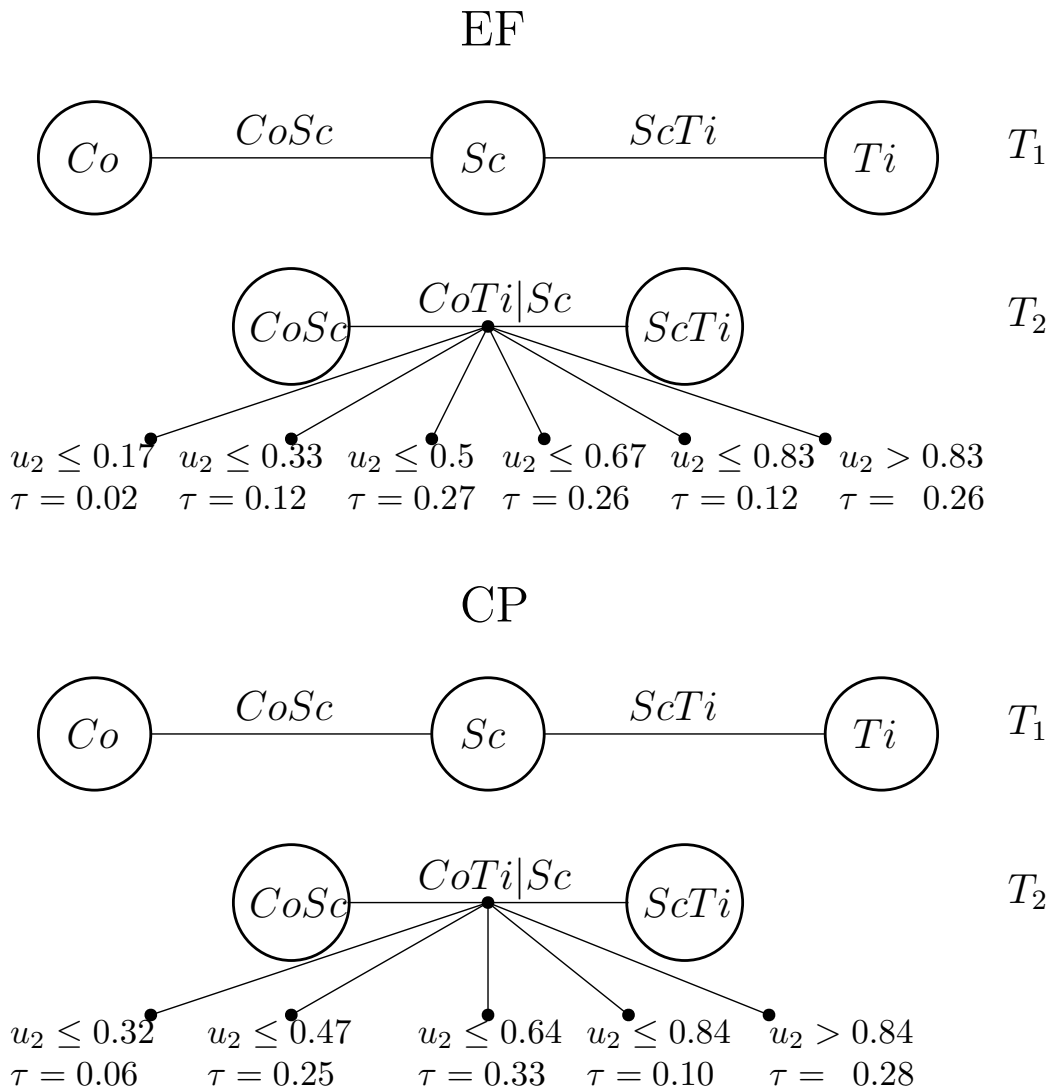 EF
CoSc ScTi
Co Sc Ti T₁
CoTi|Sc
CoSc ScTi T₂
u₂ ≤ 0.17 u₂ ≤ 0.33 u₂ ≤ 0.5 u₂ ≤ 0.67 u₂ ≤ 0.83 u₂ > 0.83
τ = 0.02 τ = 0.12 τ = 0.27 τ = 0.26 τ = 0.12 τ = 0.26
CP
CoSc ScTi
Co Sc Ti T₁
CoTi|Sc
CoSc ScTi T₂
u₂ ≤ 0.32 u₂ ≤ 0.47 u₂ ≤ 0.64 u₂ ≤ 0.84 u₂ > 0.84
τ = 0.06 τ = 0.25 τ = 0.33 τ = 0.10 τ = 0.28